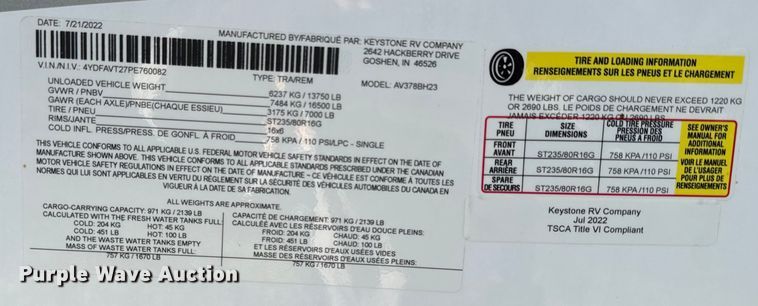 DATE: 7/21/2022
MANUFACTURED BY/FABRIQUÉ PAR: KEYSTONE RV COMPANY
2642 HACKBERRY DRIVE
GOSHEN, IN 46526
V.I.N./N.I.V.: 4YDFAVT27PE760082
TYPE: TRA/REM
MODEL: AV378BH23
UNLOADED VEHICLE WEIGHT: 6237 KG / 13750 LB
GVWR / PNBV 7484 KG / 16500 LB
GAWR (EACH AXLE)/PNBE(CHAQUE ESSIEU) 3175 KG / 7000 LB
TIRE / PNEU ST235/80R16G
RIMS/JANTE 16x6
COLD INFL. PRESS/PRESS. DE GONFL. À FROID 758 KPA / 110 PSI/LPC - SINGLE
THIS VEHICLE CONFORMS TO ALL APPLICABLE U.S. FEDERAL MOTOR VEHICLE SAFETY STANDARDS IN EFFECT ON THE DATE OF
MANUFACTURE SHOWN ABOVE. THIS VEHICLE CONFORMS TO ALL APPLICABLE STANDARDS PRESCRIBED UNDER THE CANADIAN
MOTOR VEHICLE SAFETY REGULATIONS IN EFFECT ON THE DATE OF MANUFACTURE – CE VÉHICULE EST CONFORME À TOUTES LES
NORMES QUI LUI SONT APPLICABLES EN VERTU DU RÈGLEMENT SUR LA SÉCURITÉ DES VÉHICULES AUTOMOBILES DU CANADA EN
VIGUEUR À LA DATE DE SA FABRICATION.
ALL WEIGHTS ARE APPROXIMATE.
CARGO-CARRYING CAPACITY: 971 KG / 2139 LB
CALCULATED WITH THE FRESH WATER TANKS FULL:
COLD: 204 KG HOT: 45 KG
COLD: 451 LB HOT: 100 LB
AND THE WASTE WATER TANKS EMPTY
MASS OF WASTE WATER TANKS FULL:
757 KG / 1670 LB
CAPACITÉ DE CHARGEMENT: 971 KG / 2139 LB
CALCULÉE AVEC LES RÉSERVOIRS D'EAU DOUCE PLEINS:
FROID: 204 KG CHAUD: 45 KG
FROID: 451 LB CHAUD: 100 LB
ET LES RÉSERVOIRS D'EAUX USÉES VIDES
MASSE DES RÉSERVOIRS D'EAUX USÉES PLEINS:
757 KG / 1670 LB
TIRE AND LOADING INFORMATION
RENSEIGNEMENTS SUR LES PNEUS ET LE CHARGEMENT
THE WEIGHT OF CARGO SHOULD NEVER EXCEED 1220 KG
OR 2690 LBS. LE POIDS DE CHARGEMENT NE DEVRAIT
JAMAIS EXCÉDER 1220 KG OU 2690 LBS
TIRE
PNEU
SIZE
DIMENSIONS
COLD TIRE PRESSURE
PRESSION DES
PNEUS A FROID
SEE OWNER'S
MANUAL FOR
ADDITIONAL
INFORMATION
VOIR LE MANUEL
DE L'USAGER
POUR PLUS DE
RENSEIGNEMENTS
FRONT
AVANT
ST235/80R16G 758 KPA /110 PSI
REAR
ARRIÈRE
ST235/80R16G 758 KPA /110 PSI
SPARE
DE SECOURS
ST235/80R16G 758 KPA /110 PSI
Keystone RV Company
Jul 2022
TSCA Title VI Compliant
Purple Wave Auction